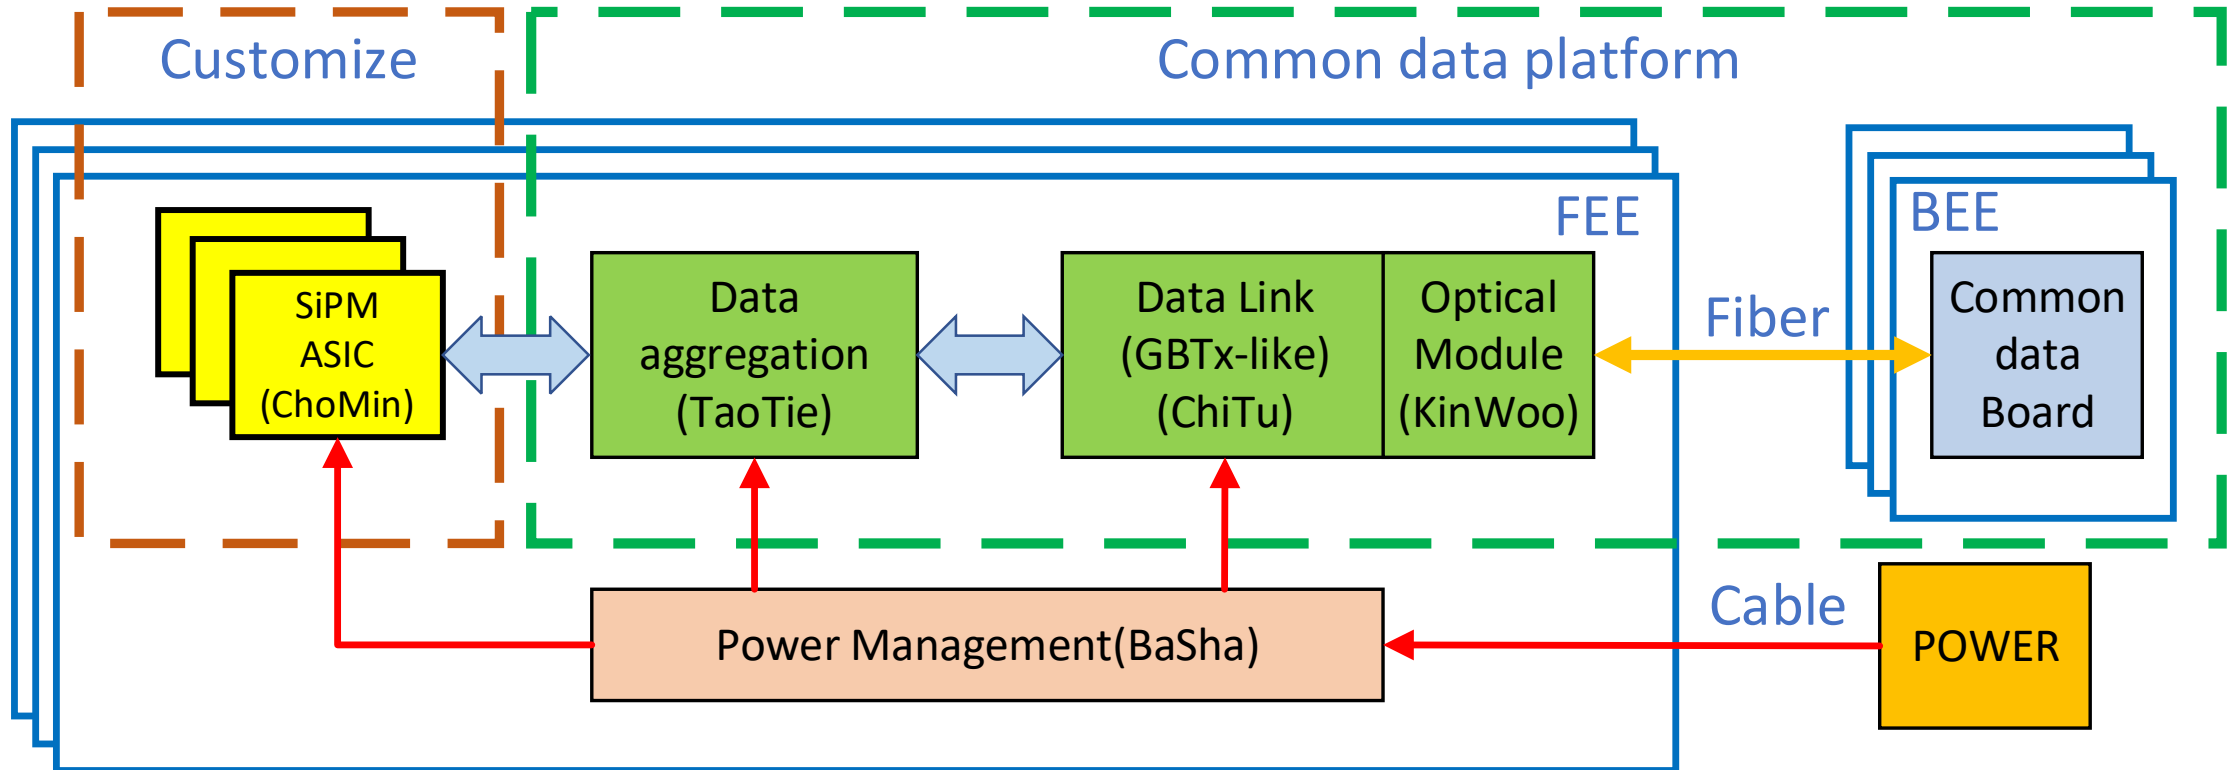 Customize
Common data platform
FEE
BEE
SiPM
ASIC
(ChoMin)
Data
aggregation
(TaoTie)
Data Link
(GBTx-like)
(ChiTu)
Optical
Module
(KinWoo)
Fiber
Common
data
Board
Power Management(BaSha)
Cable
POWER